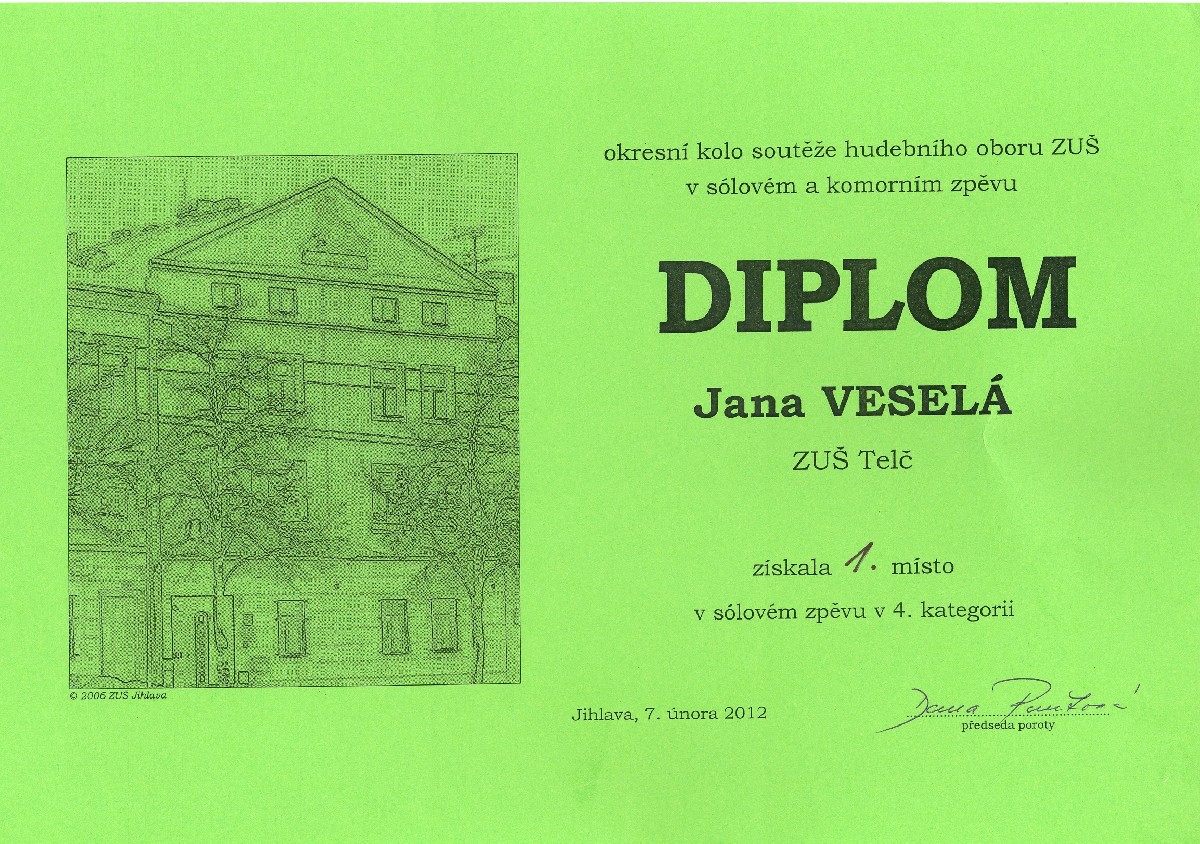 okresní kolo soutěže hudebního oboru ZUŠ
v sólovém a komorním zpěvu
DIPLOM
Jana VESELÁ
ZUŠ Telč
získala 1. místo
v sólovém zpěvu v 4. kategorii
© 2006 ZUŠ Jihlava
Jihlava, 7. února 2012
Dana
předseda poroty